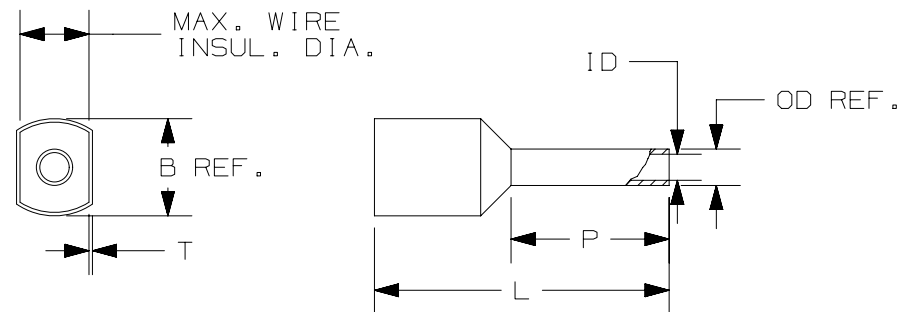 MAX. WIRE
INSUL. DIA.
ID
OD REF.
B REF.
T
P
L